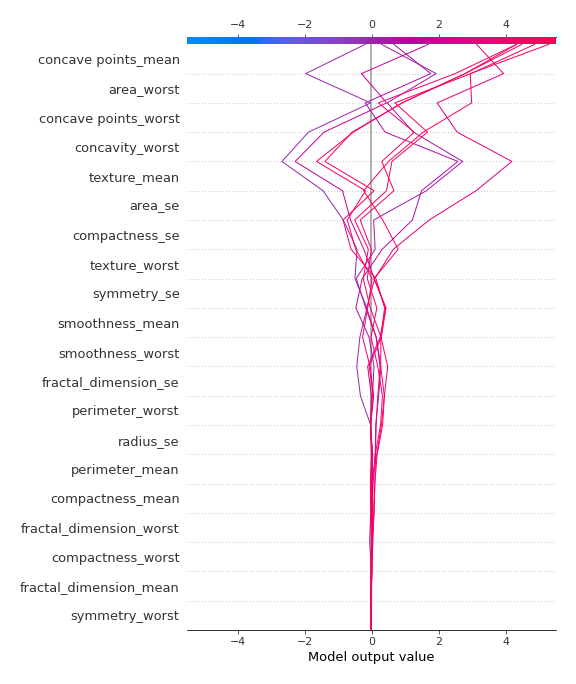 −4 −2 0 2 4
concave points_mean
area_worst
concave points_worst
concavity_worst
texture_mean
area_se
compactness_se
texture_worst
symmetry_se
smoothness_mean
smoothness_worst
fractal_dimension_se
perimeter_worst
radius_se
perimeter_mean
compactness_mean
fractal_dimension_worst
compactness_worst
fractal_dimension_mean
symmetry_worst
−4 −2 0 2 4
Model output value